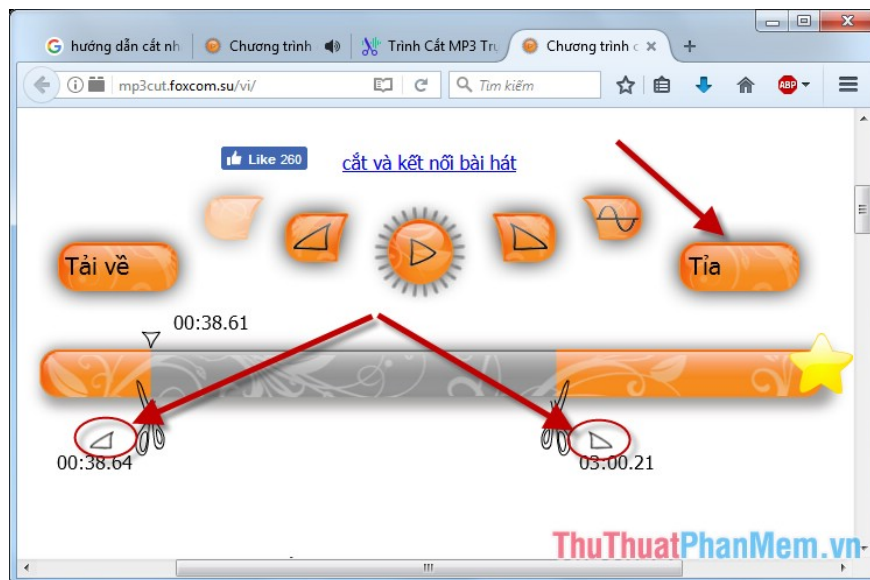 hướng dẫn cắt nh
Chương trình
Trình Cắt MP3 Trự
Chương trình c
mp3cut.foxcom.su/vi/
Tìm kiếm
ABP
Like 260
cắt và kết nối bài hát
Tải về
Tỉa
00:38.61
00:38.64
03:00.21
ThuThuatPhanMem.vn